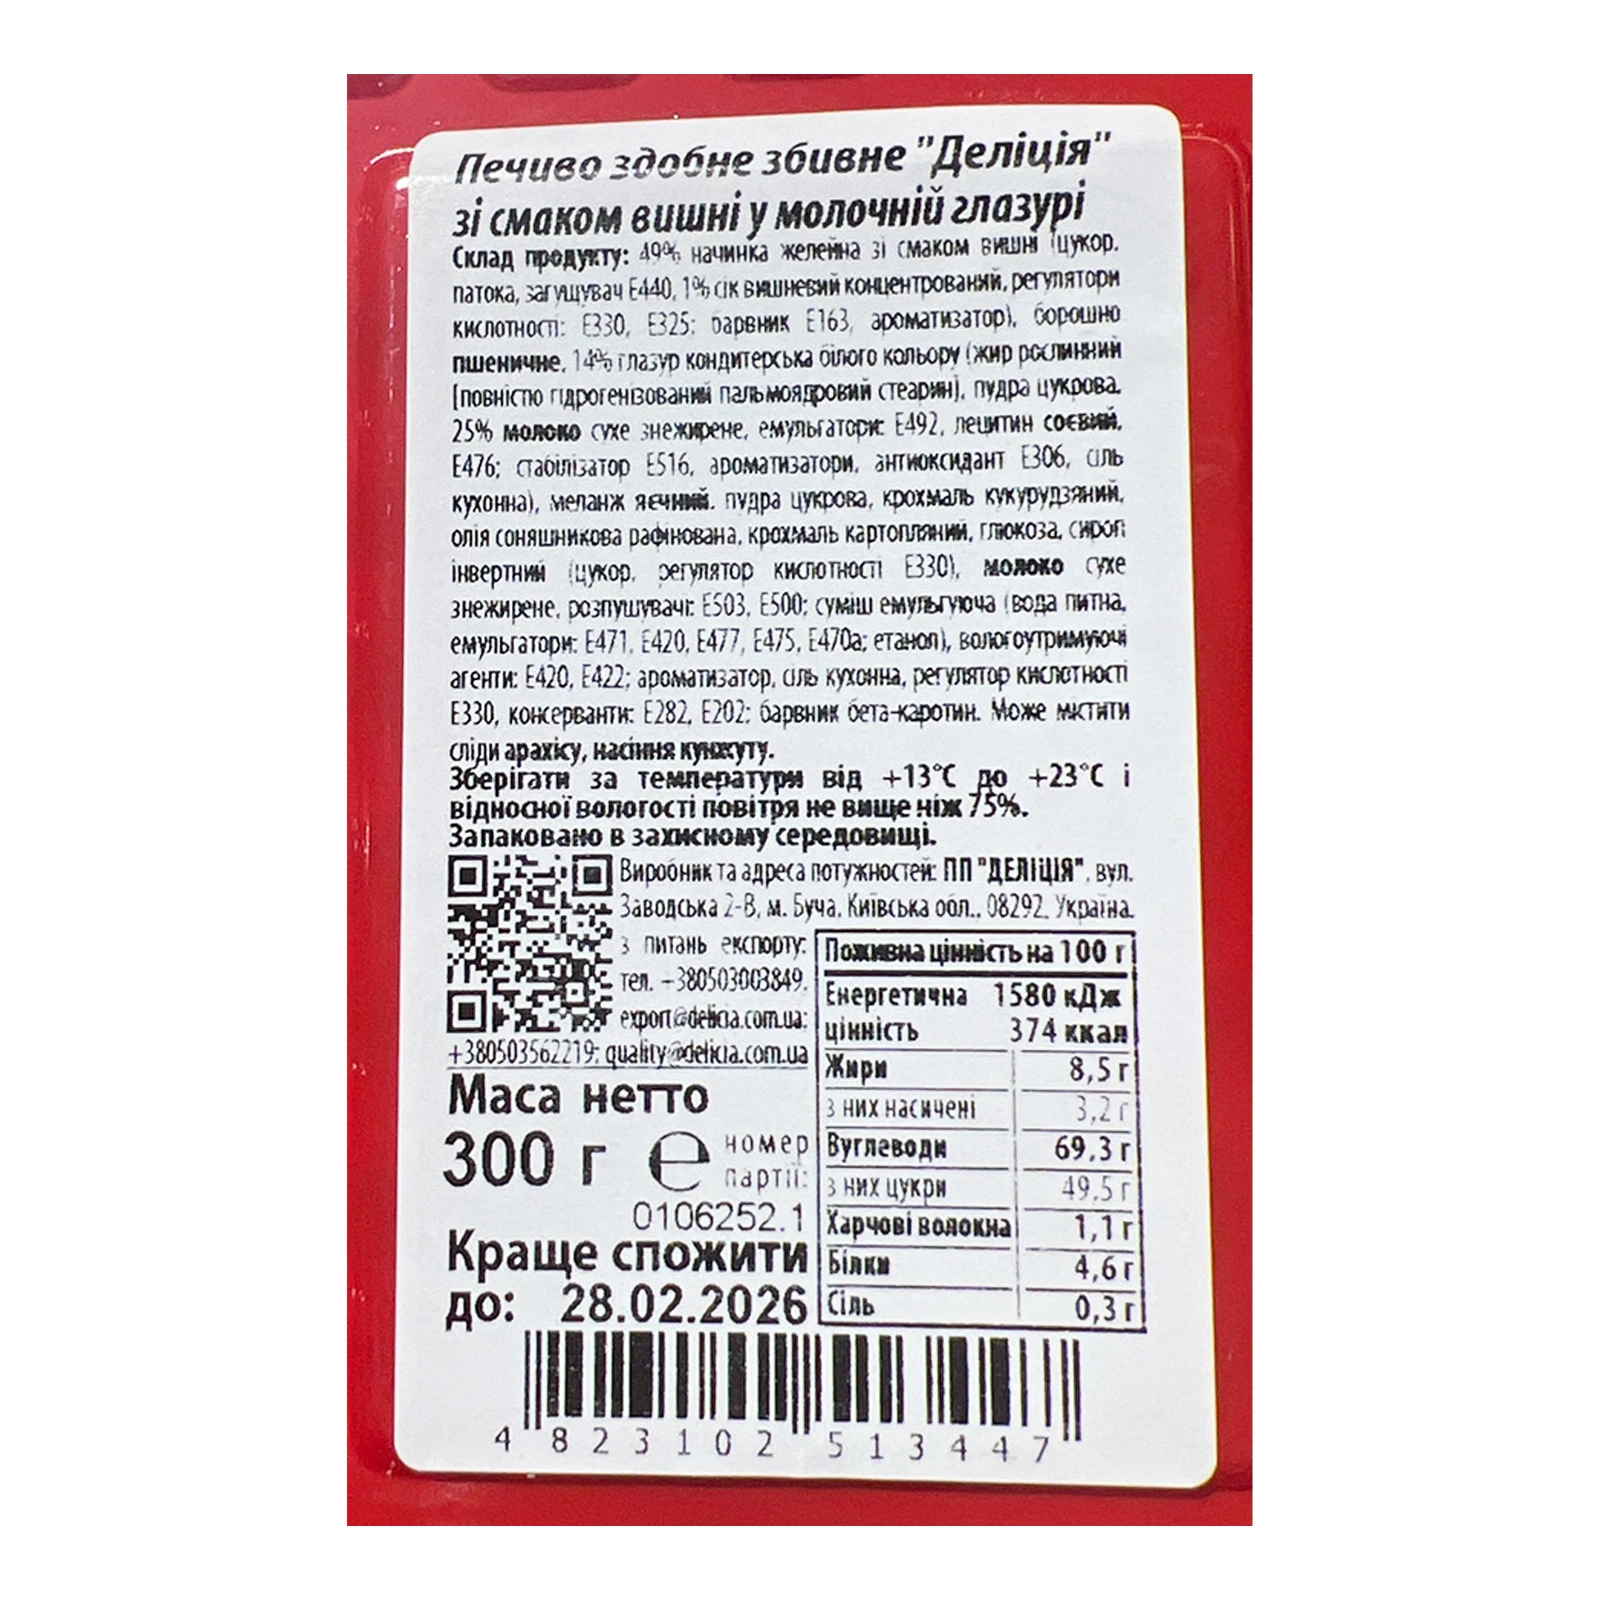 Печиво здобне збивне "Деліція"
зі смаком вишні у молочній глазурі
Склад продукту: 49% начинка желейна зі смаком вишні (цукор,
патока, загущувач Е440, 1% сік вишневий концентрований, регулятори
кислотності: Е330, Е325; барвник Е163, ароматизатор), борошно
пшеничне, 14% глазур кондитерська білого кольору (жир рослинний
[повністю гідрогенізований пальмоядровий стеарин], пудра цукрова,
25% молоко сухе знежирене, емульгатори: Е492, лецитин соєвий,
Е476; стабілізатор Е516, ароматизатори, антиоксидант Е306, сіль
кухонна), меланж яєчний, пудра цукрова, крохмаль кукурудзяний,
олія соняшникова рафінована, крохмаль картопляний, глюкоза, сироп
інвертний (цукор, регулятор кислотності Е330), молоко сухе
знежирене, розпушувачі: Е503, Е500; суміш емульгуюча (вода питна,
емульгатори: Е471, Е420, Е477, Е475, Е470а; етанол), вологоутримуючі
агенти: Е420, Е422; ароматизатор, сіль кухонна, регулятор кислотності
Е330, консерванти: Е282, Е202; барвник бета-каротин. Може містити
сліди арахісу, насіння кунжуту.
Зберігати за температури від +13°С до +23°С і
відносної вологості повітря не вище ніж 75%.
Запаковано в захисному середовищі.
Виробник та адреса потужностей: ПП "ДЕЛІЦІЯ", вул.
Заводська 2-В, м. Буча, Київська обл., 08292, Україна.
З питань експорту:
тел. +380503003849,
export@delicia.com.ua;
+380503562219; quality@delicia.com.ua
Маса нетто
300 г ℮ номер
партії:
0106252.1
Краще спожити
до: 28.02.2026
Поживна цінність на 100 г
Енергетична 1580 кДж
цінність 374 ккал
Жири 8,5 г
з них насичені 3,2 г
Вуглеводи 69,3 г
з них цукри 49,5 г
Харчові волокна 1,1 г
Білки 4,6 г
Сіль 0,3 г
4 823102 513447